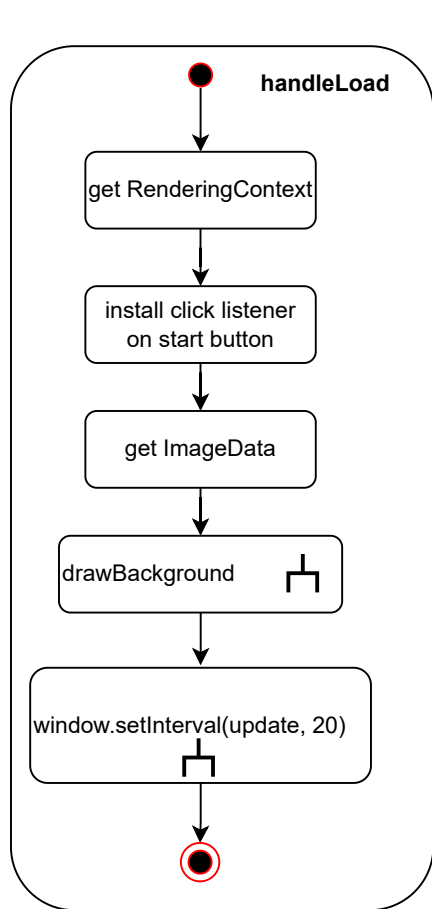 handleLoad
get RenderingContext
install click listener
on start button
get ImageData
drawBackground
window.setInterval(update, 20)